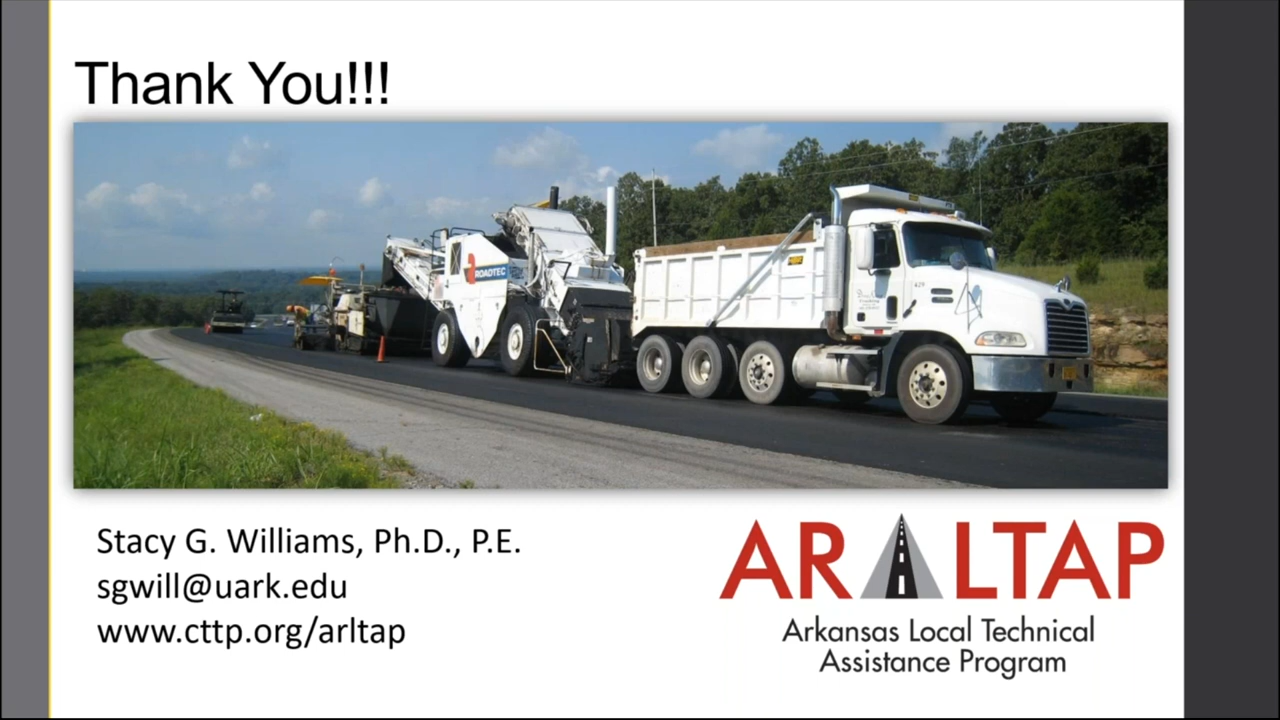 Thank You!!!
ROADTEC
Stacy G. Williams, Ph.D., P.E.
sgwill@uark.edu
www.cttp.org/arltap
AR LTAP
Arkansas Local Technical
Assistance Program